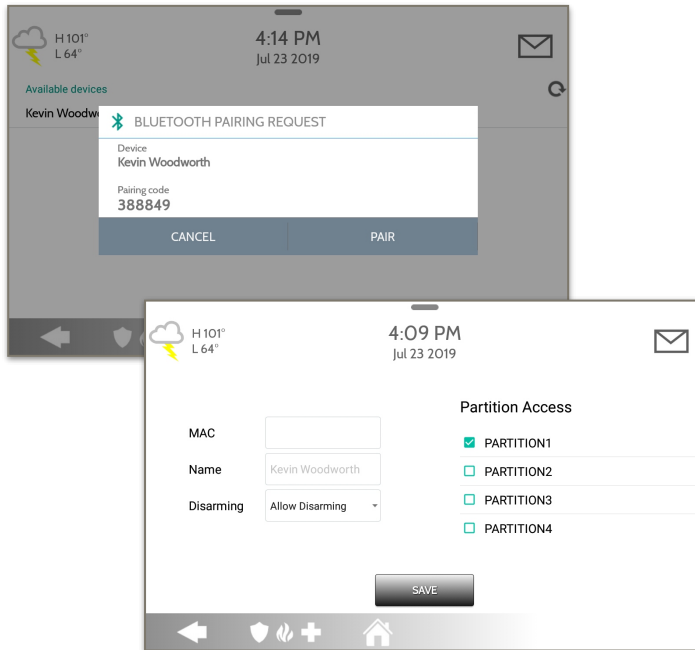 H 101°
L 64°
4:14 PM
Jul 23 2019
Available devices
Kevin Woodwo
BLUETOOTH PAIRING REQUEST
Device
Kevin Woodworth
Pairing code
388849
CANCEL PAIR
H 101°
L 64°
4:09 PM
Jul 23 2019
MAC
Name Kevin Woodworth
Disarming Allow Disarming
Partition Access
PARTITION1
PARTITION2
PARTITION3
PARTITION4
SAVE